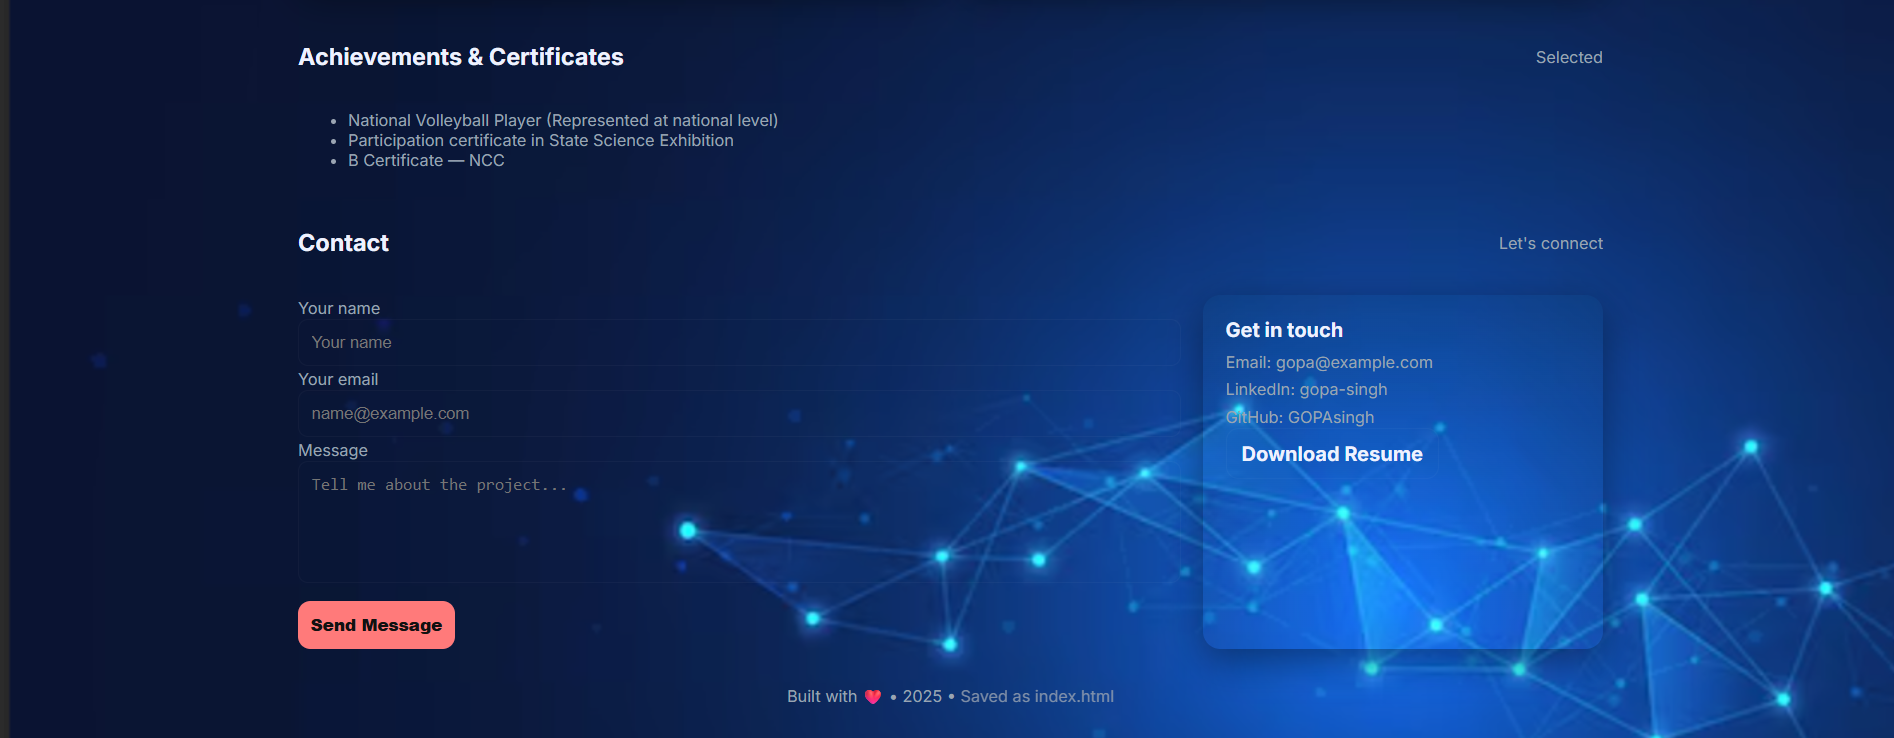 Achievements & Certificates
Selected
National Volleyball Player (Represented at national level)
Participation certificate in State Science Exhibition
B Certificate — NCC
Contact
Let's connect
Your name
Your name
Your email
name@example.com
Message
Tell me about the project...
Send Message
Get in touch
Email: gopa@example.com
LinkedIn: gopa-singh
GitHub: GOPAsingh
Download Resume
Built with ❤️ • 2025 • Saved as index.html